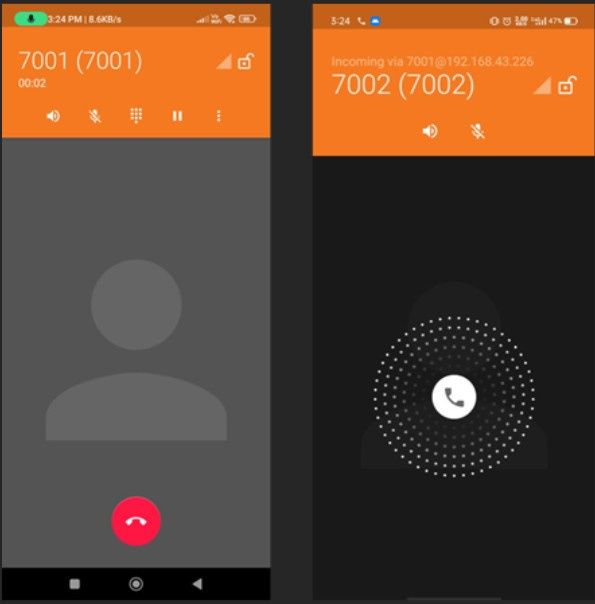 3:24 PM | 8.6KB/s
7001 (7001)
00:02
3:24
47%
Incoming via 7001@192.168.43.226
7002 (7002)